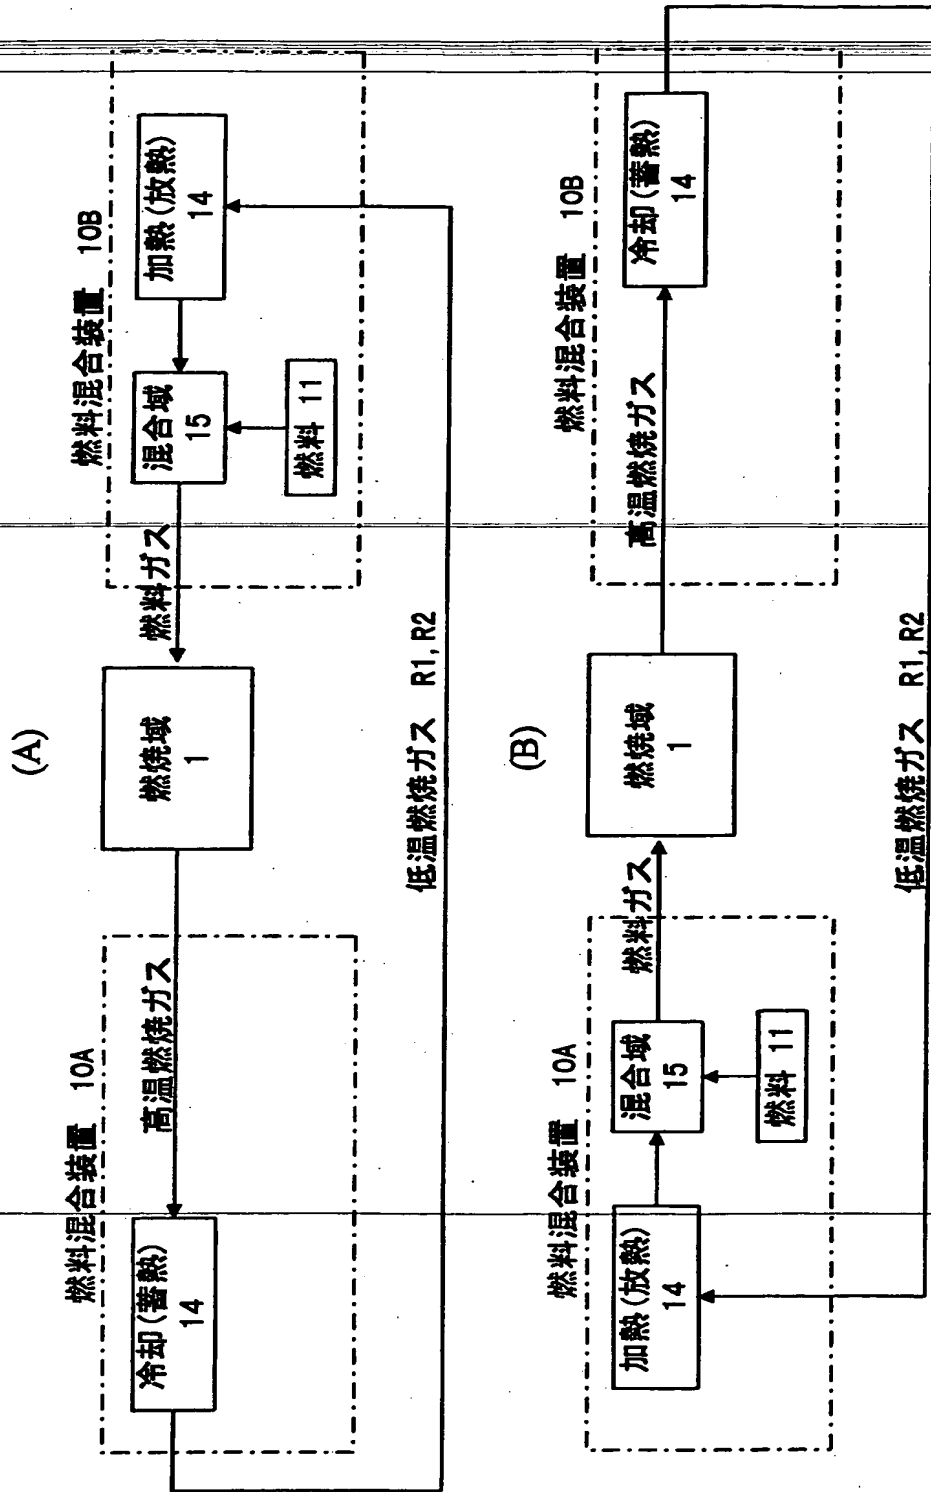 (A)
燃料混合装置 10A
冷却(蓄熱)
14
高温燃焼ガス
燃焼域
1
燃料ガス
燃料混合装置 10B
混合域
15
加熱(放熱)
14
燃料 11
低温燃焼ガス R1, R2
(B)
燃料混合装置 10A
加熱(放熱)
14
混合域
15
燃料 11
燃料ガス
燃焼域
1
高温燃焼ガス
燃料混合装置 10B
冷却(蓄熱)
14
低温燃焼ガス R1, R2